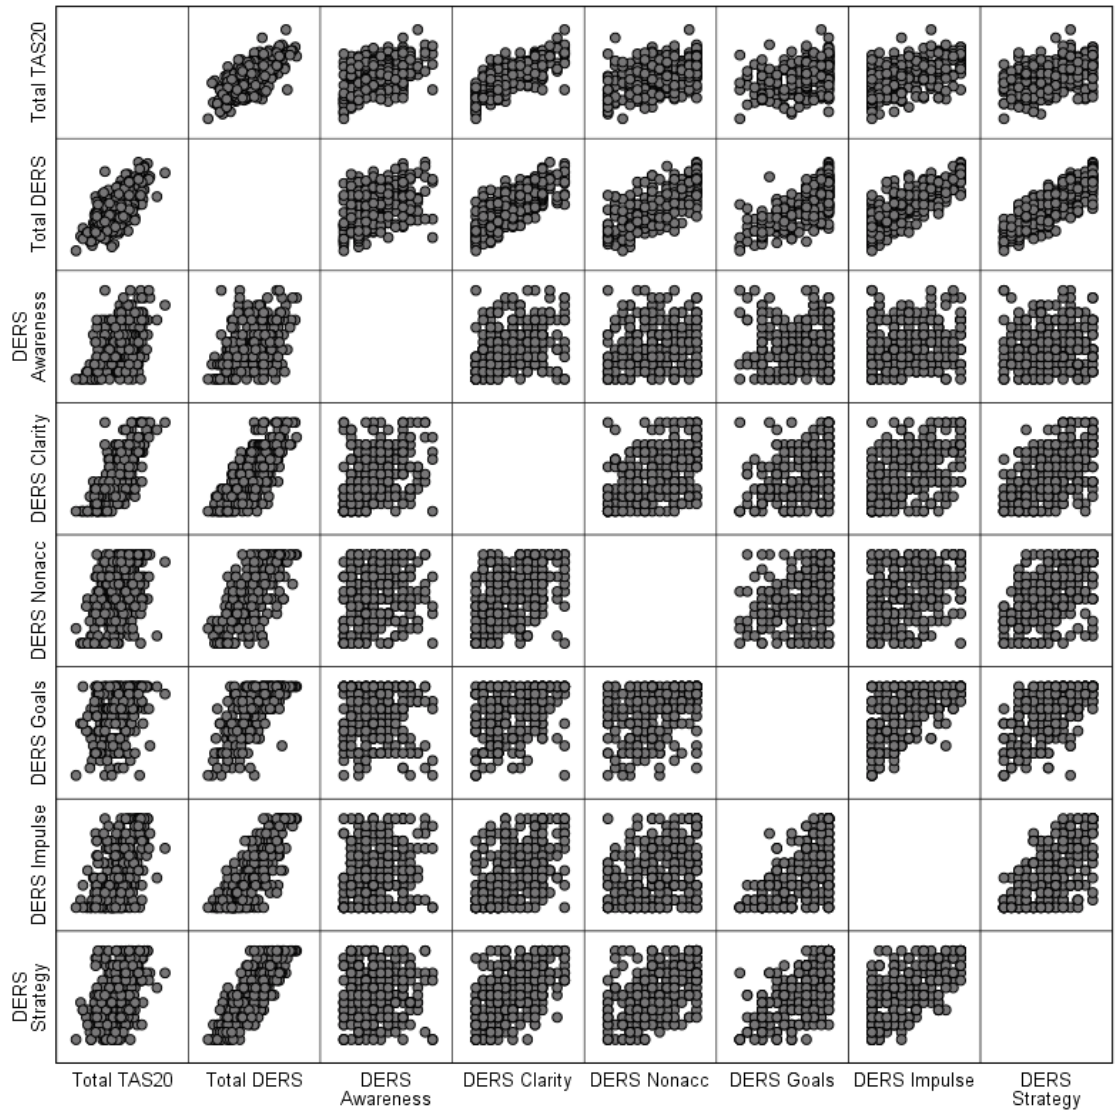 Total TAS20
Total DERS
DERS
Awareness
DERS Clarity
DERS Nonacc
DERS Goals
DERS Impulse
DERS
Strategy
Total TAS20
Total DERS
DERS
Awareness
DERS Clarity
DERS Nonacc
DERS Goals
DERS Impulse
DERS
Strategy